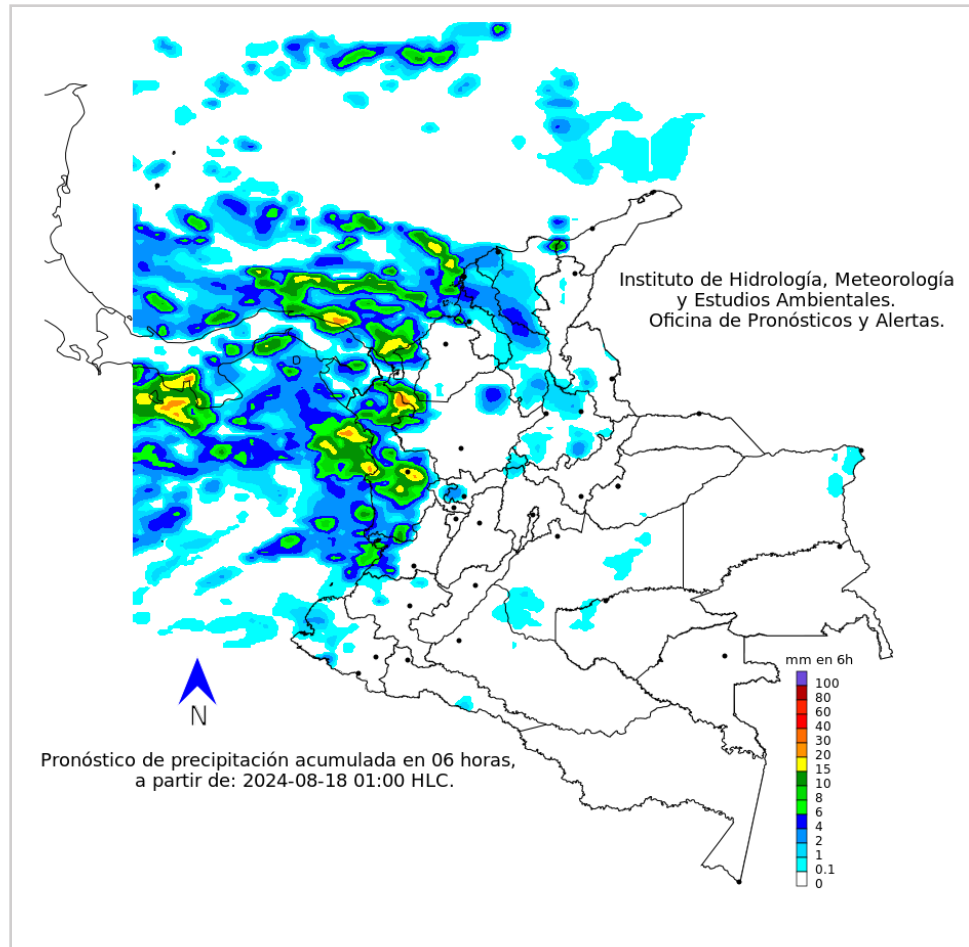 Instituto de Hidrología, Meteorología
y Estudios Ambientales.
Oficina de Pronósticos y Alertas.
mm en 6h
100
80
60
40
30
20
15
10
8
6
4
2
1
0.1
0
N
Pronóstico de precipitación acumulada en 06 horas,
a partir de: 2024-08-18 01:00 HLC.